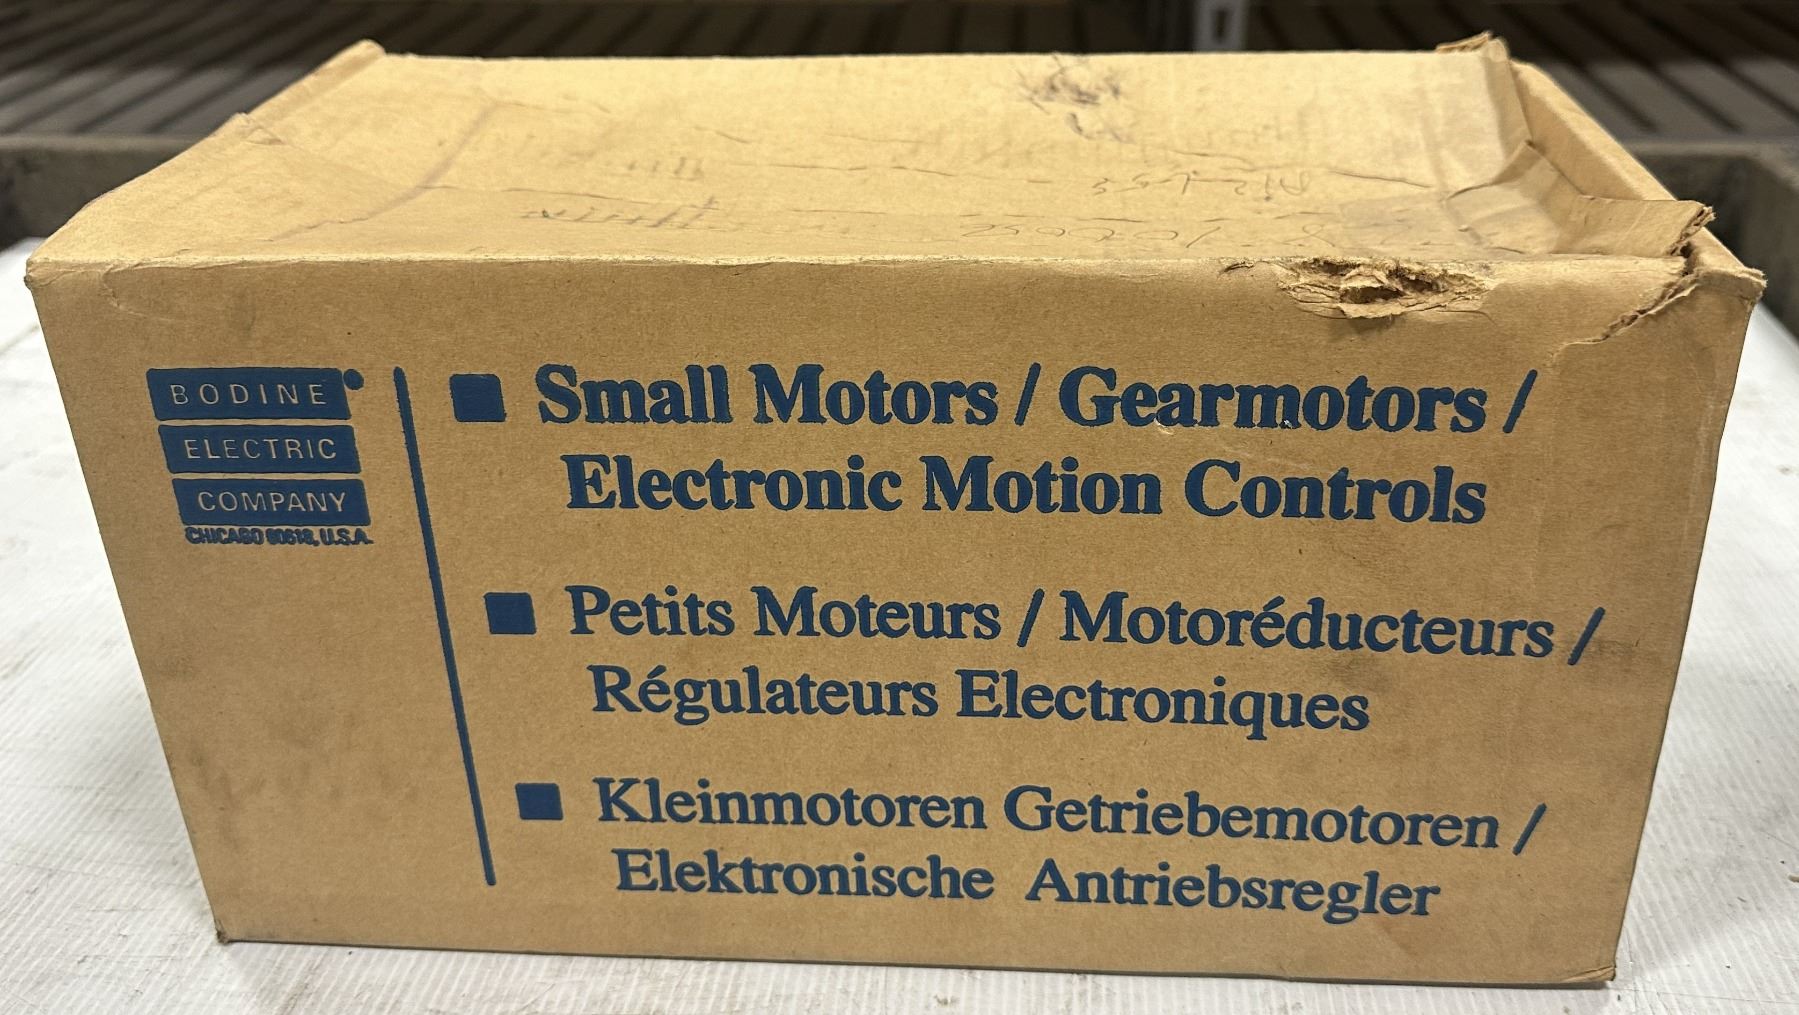 BODINE
ELECTRIC
COMPANY
CHICAGO 60618, U.S.A.
■ Small Motors / Gearmotors /
Electronic Motion Controls
■ Petits Moteurs / Motoréducteurs /
Régulateurs Electroniques
■ Kleinmotoren Getriebemotoren /
Elektronische Antriebsregler